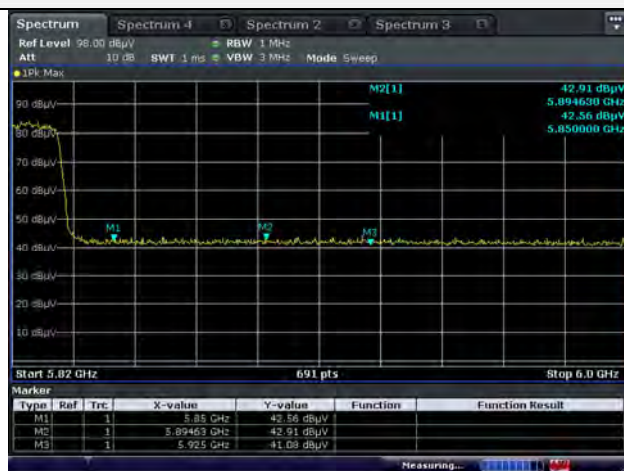 Spectrum Spectrum 4 Spectrum 2 Spectrum 3
Ref Level 98.00 dBµV RBW 1 MHz
Att 10 dB SWT 1 ms VBW 3 MHz Mode Sweep
1Pk Max
M2[1] 42.91 dBµV
5.894630 GHz
M1[1] 42.56 dBµV
5.850000 GHz
90 dBµV
80 dBµV
70 dBµV
60 dBµV
50 dBµV
M1 M2 M3
40 dBµV
30 dBµV
20 dBµV
10 dBµV
Start 5.82 GHz 691 pts Stop 6.0 GHz
Marker
Type Ref Trc X-value Y-value Function Function Result
M1 1 5.85 GHz 42.56 dBµV
M2 1 5.89463 GHz 42.91 dBµV
M3 1 5.925 GHz 41.03 dBµV
Measuring...